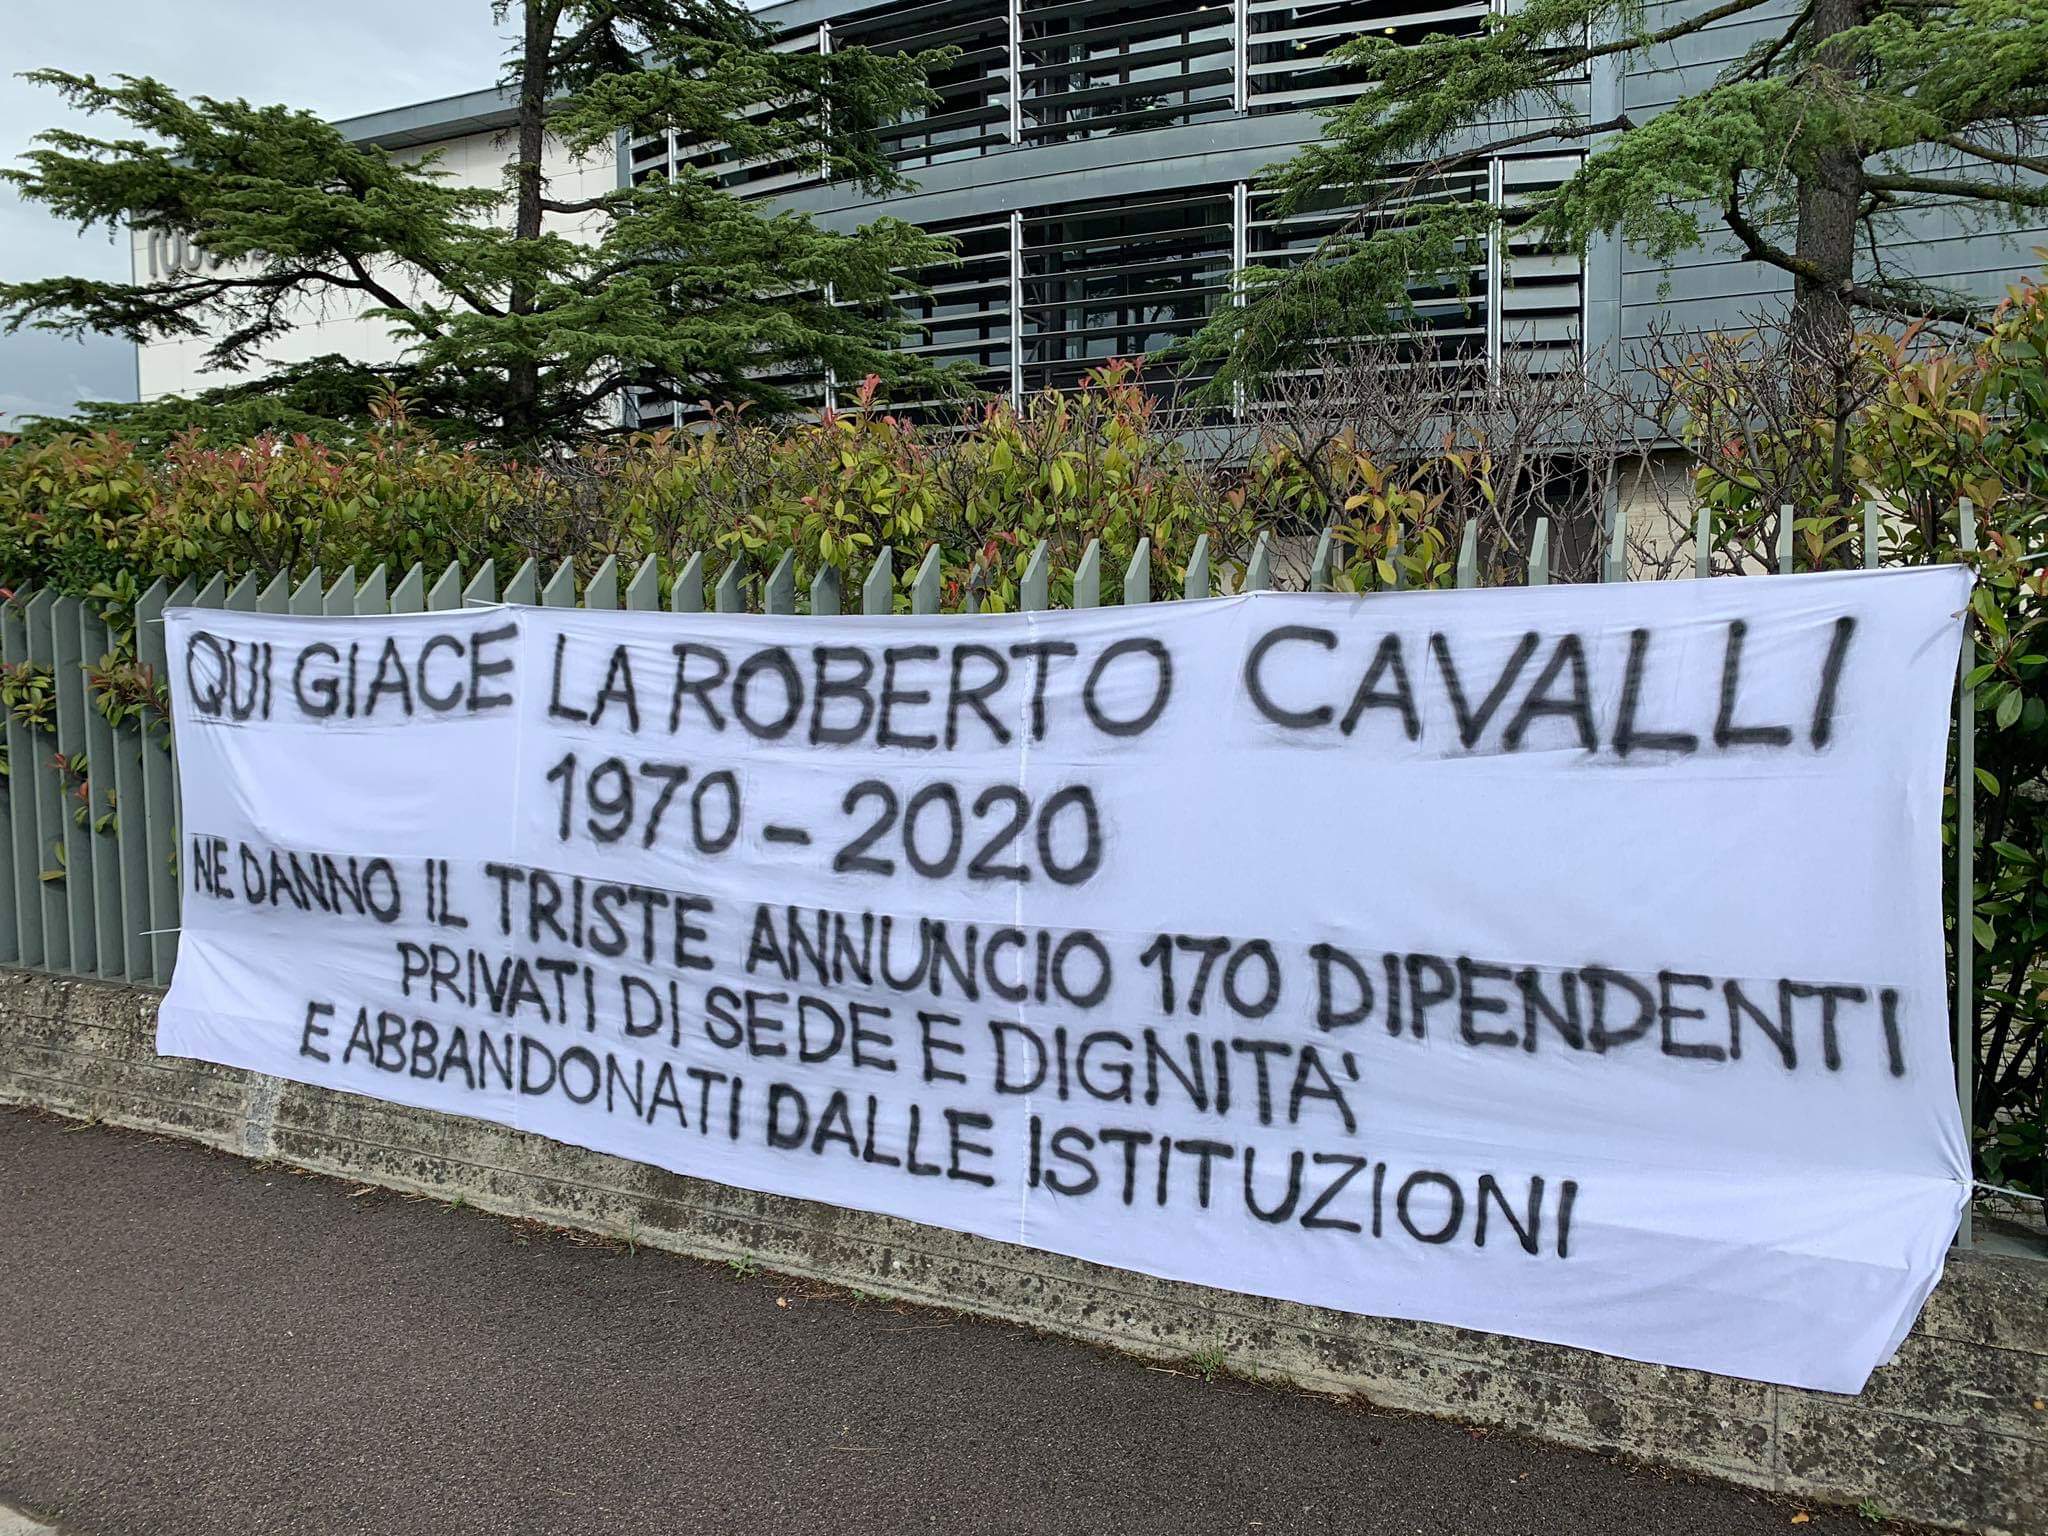 QUI GIACE LA ROBERTO CAVALLI
1970 - 2020
NE DANNO IL TRISTE ANNUNCIO 170 DIPENDENTI
PRIVATI DI SEDE E DIGNITA'
E ABBANDONATI DALLE ISTITUZIONI